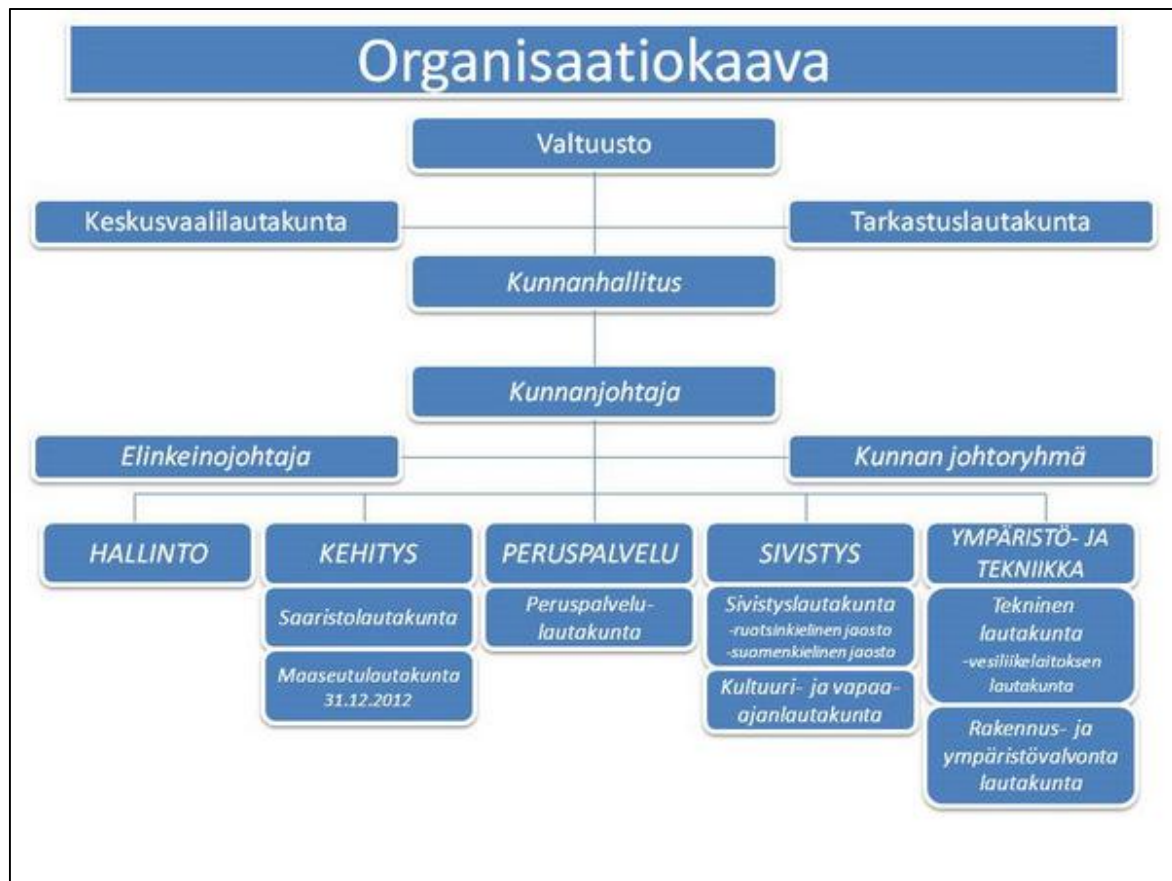 Organisaatiokaava
Valtuusto
Keskusvaalilautakunta
Tarkastuslautakunta
Kunnanhallitus
Kunnanjohtaja
Elinkeinojohtaja
Kunnan johtoryhmä
HALLINTO
KEHITYS
Saaristolautakunta
Maaseutulautakunta
31.12.2012
PERUSPALVELU
Peruspalvelu-
lautakunta
SIVISTYS
Sivistyslautakunta
-ruotsinkielinen jaosto
-suomenkielinen jaosto
Kultuuri- ja vapaa-
ajanlautakunta
YMPÄRISTÖ- JA
TEKNIIKKA
Tekninen
lautakunta
-vesiliikelaitoksen
lautakunta
Rakennus- ja
ympäristövalvonta
lautakunta